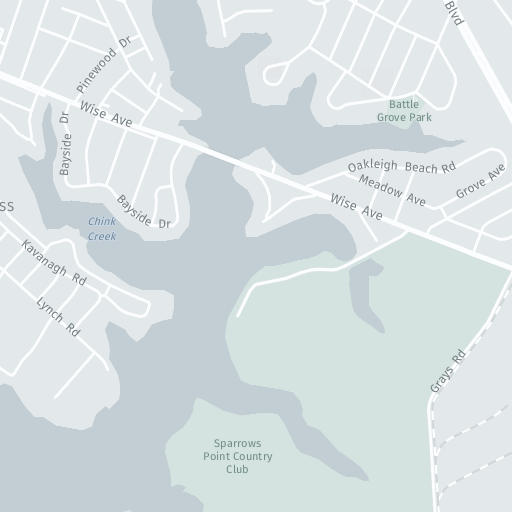 Blvd
Pinewood Dr
Wise Ave
Battle
Grove Park
Bayside Dr
Oakleigh Beach Rd
Meadow Ave
Grove Ave
Bayside Dr
Wise Ave
SS
Chink
Creek
Kavanagh Rd
Lynch Rd
Grays Rd
Sparrows
Point Country
Club